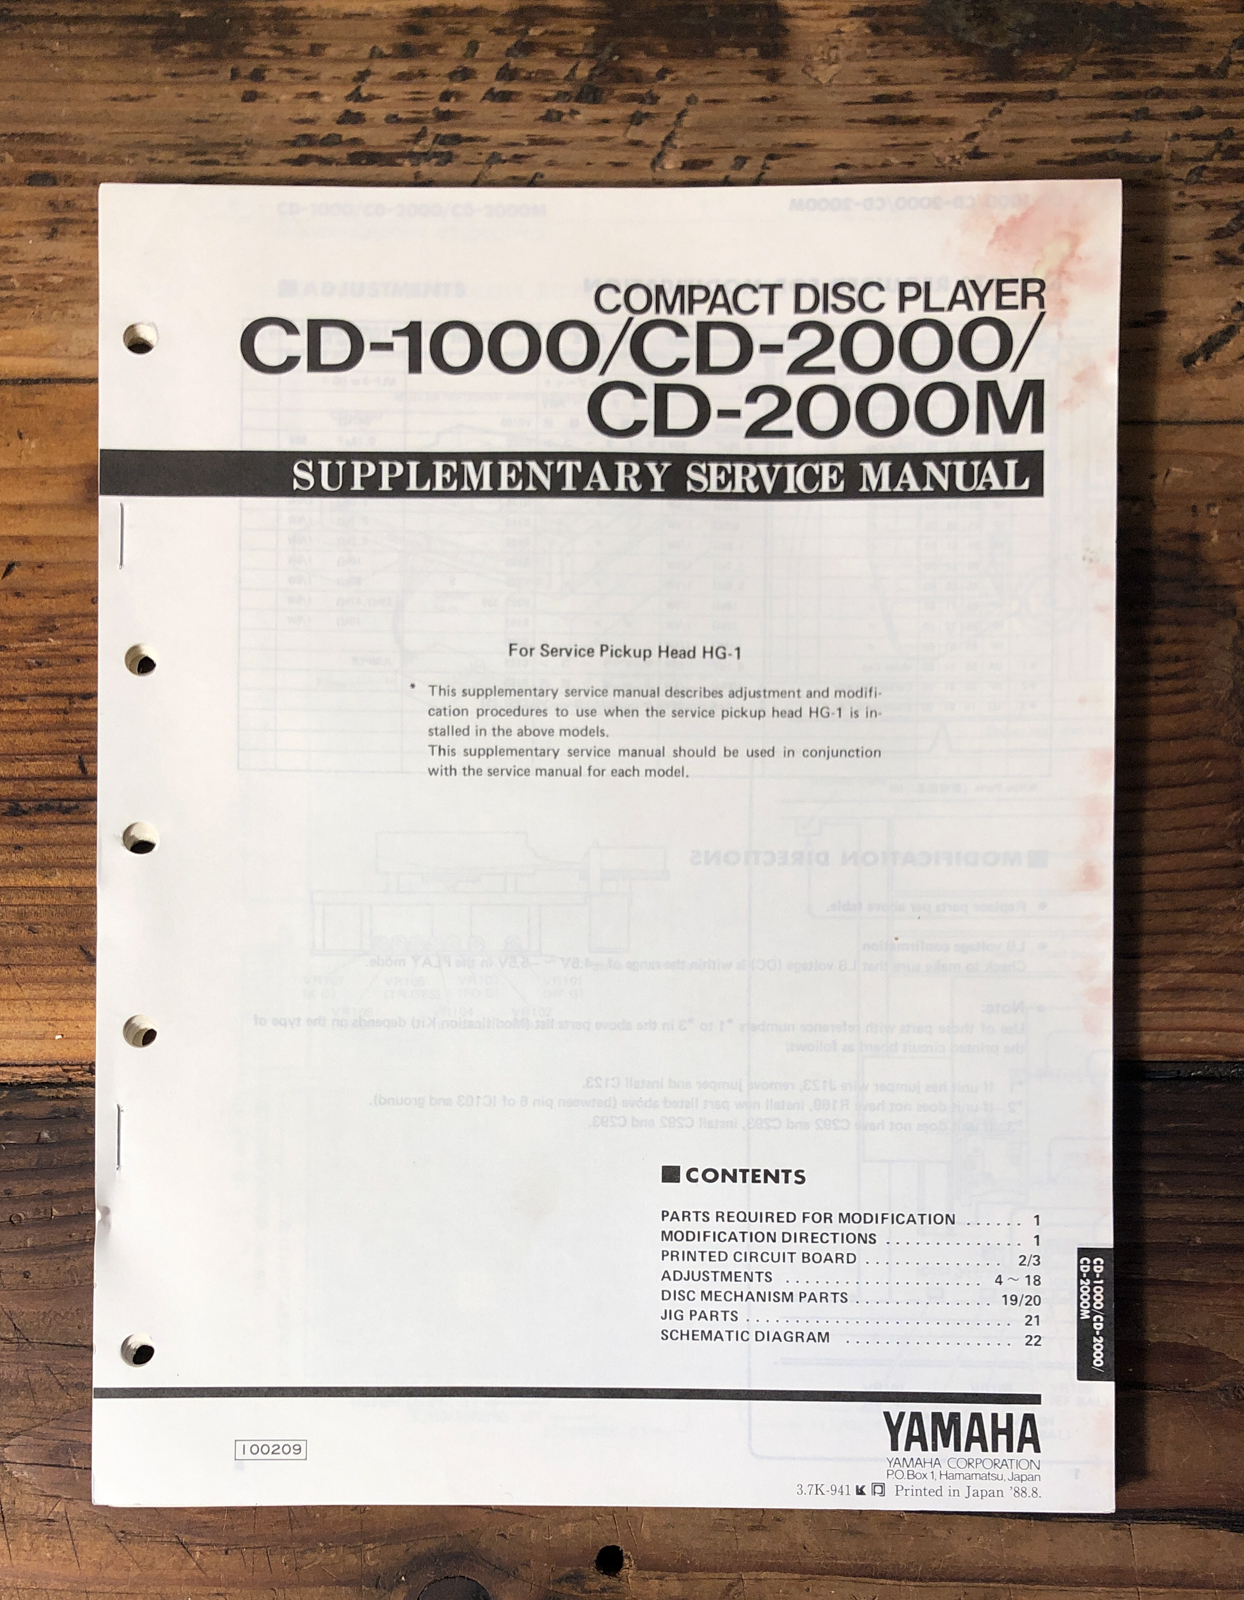 COMPACT DISC PLAYER
CD-1000/CD-2000/
CD-2000M
SUPPLEMENTARY SERVICE MANUAL
For Service Pickup Head HG-1
* This supplementary service manual describes adjustment and modifi-
cation procedures to use when the service pickup head HG-1 is in-
stalled in the above models.
This supplementary service manual should be used in conjunction
with the service manual for each model.
■ CONTENTS
PARTS REQUIRED FOR MODIFICATION ...... 1
MODIFICATION DIRECTIONS .............. 1
PRINTED CIRCUIT BOARD .............. 2/3
ADJUSTMENTS .................... 4 ~ 18
DISC MECHANISM PARTS .............. 19/20
JIG PARTS ........................... 21
SCHEMATIC DIAGRAM ................. 22
CD-1000/CD-2000/
CD-2000M
YAMAHA
100209
YAMAHA CORPORATION
P.O.Box 1, Hamamatsu, Japan
3.7K-941 Printed in Japan '88.8.